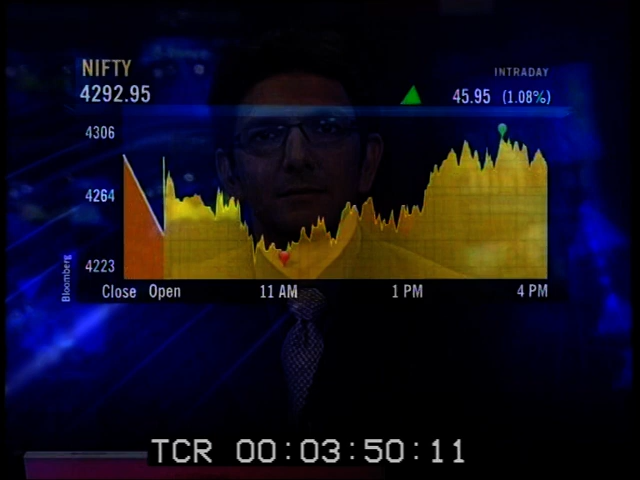 NIFTY
INTRADAY
4292.95
45.95 (1.08%)
4306
4264
4223
Bloomberg
Close Open 11 AM 1 PM 4 PM
TCR 00:03:50:11